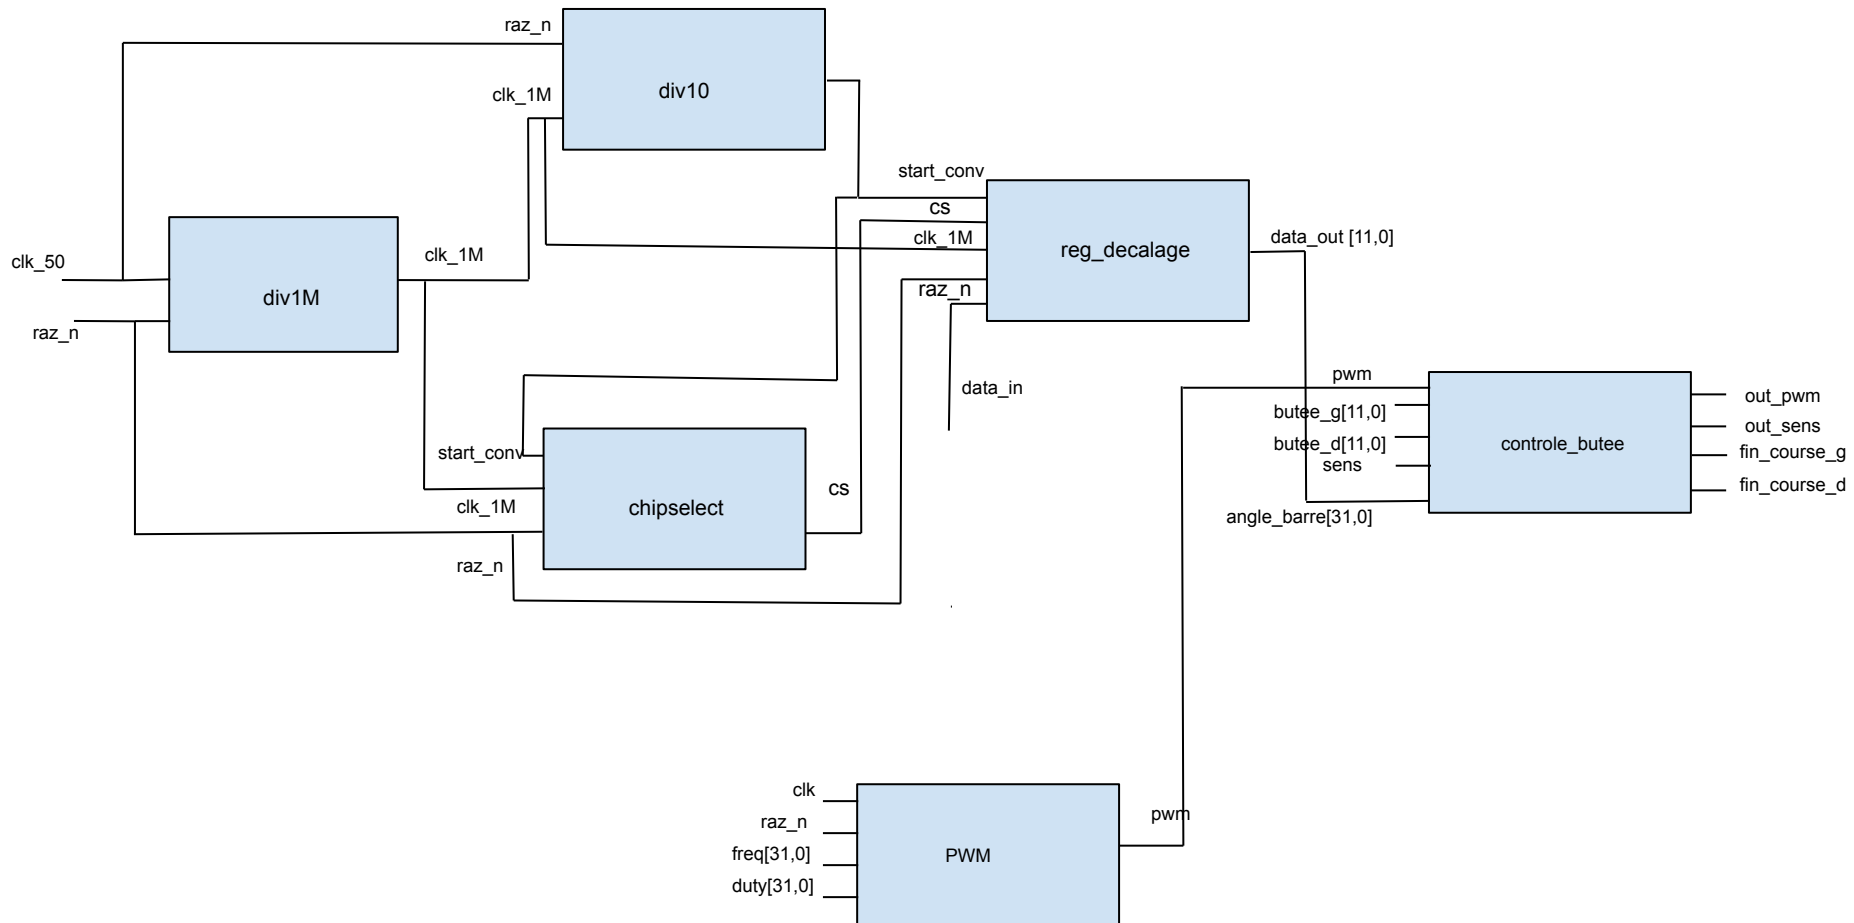 raz_n
clk_1M
div10
start_conv
cs
clk_1M
raz_n
reg_decalage
data_out [11,0]
clk_50
raz_n
div1M
clk_1M
data_in
start_conv
clk_1M
raz_n
chipselect
cs
pwm
butee_g[11,0]
butee_d[11,0]
sens
angle_barre[31,0]
controle_butee
out_pwm
out_sens
fin_course_g
fin_course_d
clk
raz_n
freq[31,0]
duty[31,0]
PWM
pwm